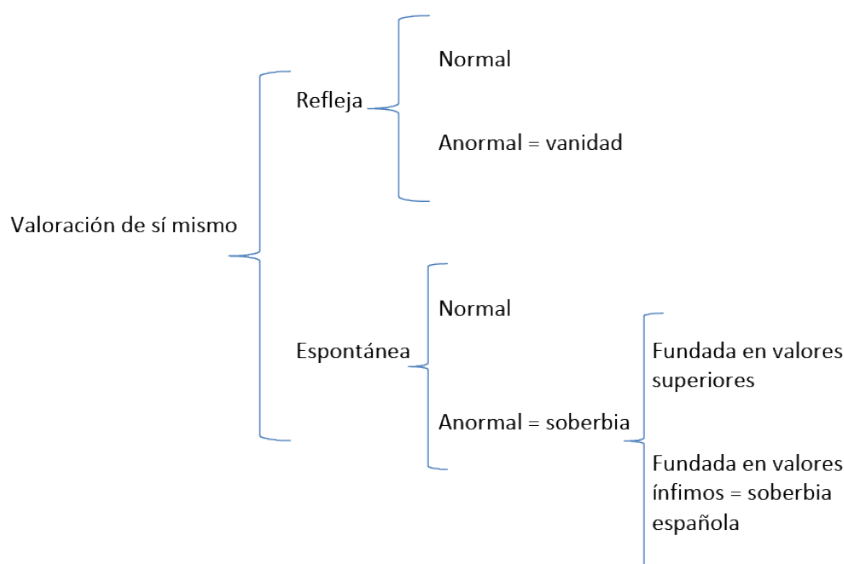 Normal
Refleja
Anormal = vanidad
Valoración de sí mismo
Normal
Espontánea
Fundada en valores
superiores
Anormal = soberbia
Fundada en valores
ínfimos = soberbia
española